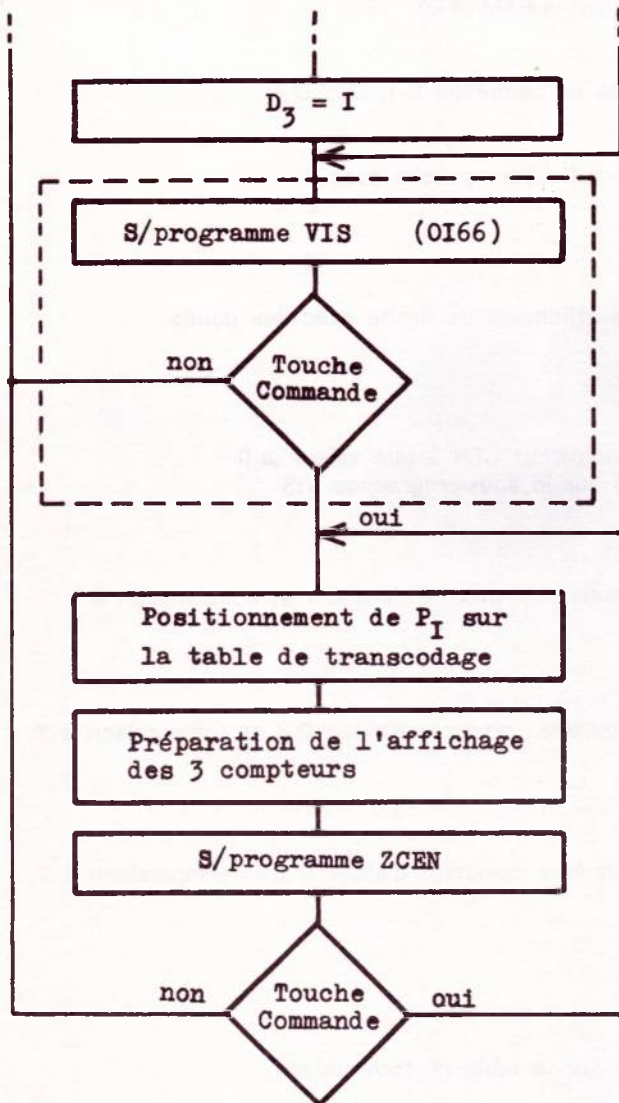 D3 = I
S/programme VIS (OI66)
non
Touche
Commande
oui
Positionnement de PI sur
la table de transcodage
Préparation de l'affichage
des 3 compteurs
S/programme ZCEN
non
Touche
Commande
oui